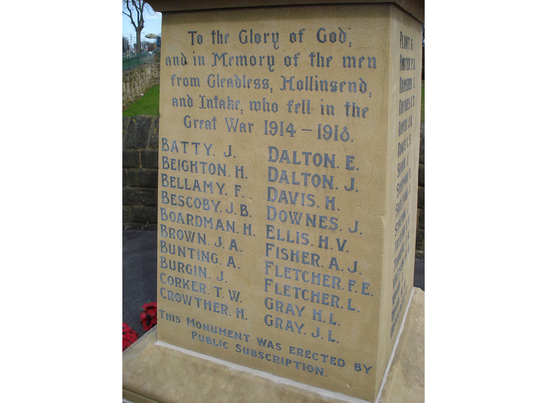 To the Glory of God,
and in Memory of the men
from Gleadless, Hollinsend,
and Intake, who fell in the
Great War 1914-1918.
BATTY. J.
BEIGHTON. H.
BELLAMY. F.
BESCOBY. J. B.
BOARDMAN. H.
BROWN. J. A.
BUNTING. A.
BURGIN. J.
CORKER. T. W.
CROWTHER. H.
DALTON. E.
DALTON. J.
DAVIS. H.
DOWNES. J.
ELLIS. H. V.
FISHER. A. J.
FLETCHER. F. E.
FLETCHER. L.
GRAY. H. L.
GRAY. J. L.
THIS MONUMENT WAS ERECTED BY
PUBLIC SUBSCRIPTION.